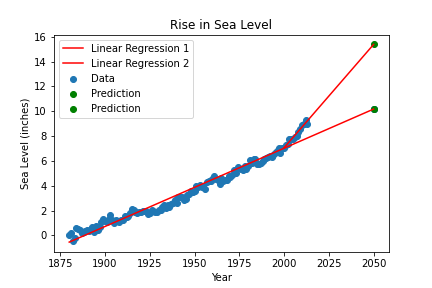 Rise in Sea Level
16
14
12
10
8
6
4
2
0
Sea Level (inches)
Linear Regression 1
Linear Regression 2
Data
Prediction
Prediction
1875 1900 1925 1950 1975 2000 2025 2050
Year